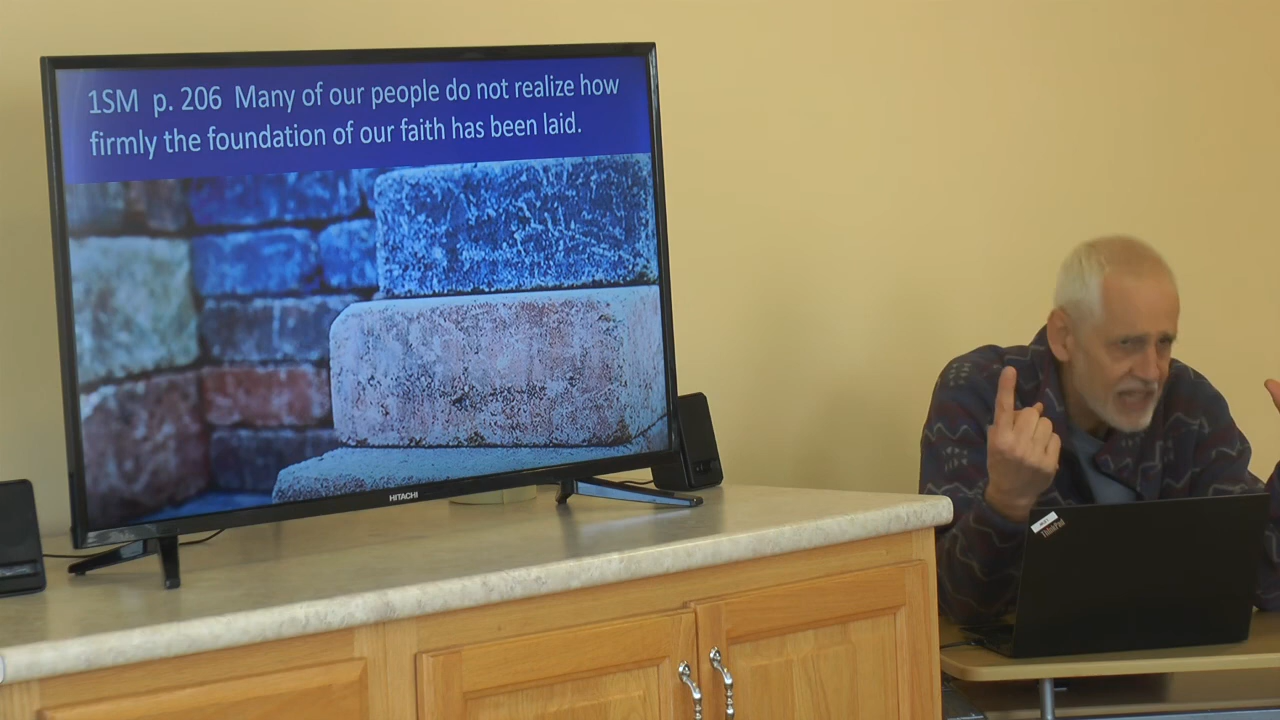 1SM p. 206 Many of our people do not realize how
firmly the foundation of our faith has been laid.
HITACHI
ThinkPad